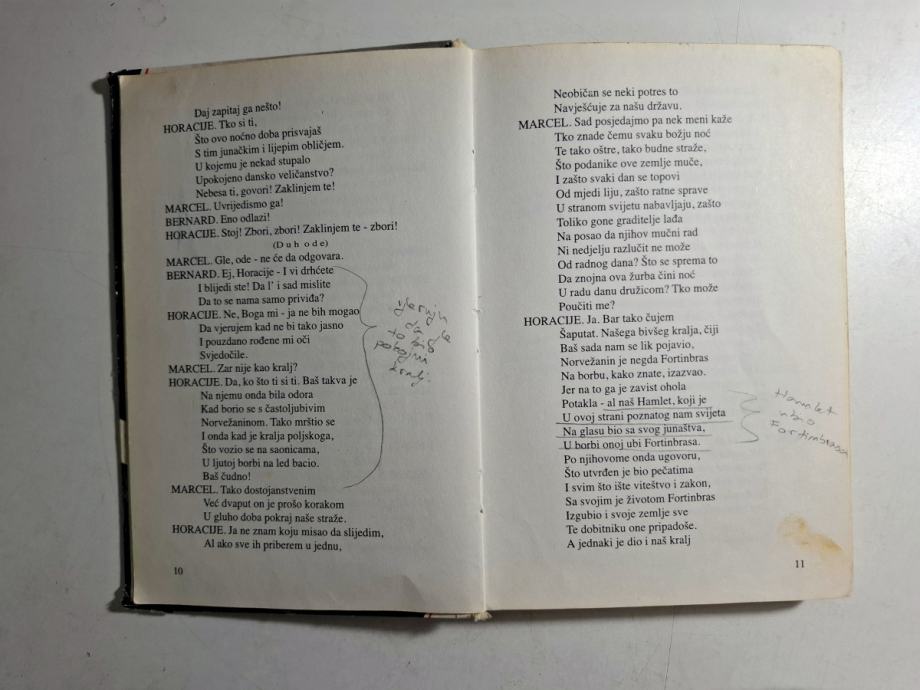 Daj zapitaj ga nešto!
HORACIJE. Tko si ti,
Što ovo noćno doba prisvajaš
S tim junačkim i lijepim obličjem.
U kojemu je nekad stupalo
Upokojeno dansko veličanstvo?
Nebesa ti, govori! Zaklinjem te!
MARCEL. Uvrijedismo ga!
BERNARD. Eno odlazi!
HORACIJE. Stoj! Zbori, zbori! Zaklinjem te - zbori!
(Duh ode)
MARCEL. Gle, ode - ne će da odgovara.
BERNARD. Ej, Horacije - I vi drhćete
I blijedi ste! Da l' i sad mislite
Da to se nama samo priviđa?
HORACIJE. Ne, Boga mi - ja ne bih mogao
Da vjerujem kad ne bi tako jasno
I pouzdano rođene mi oči
Svjedočile.
MARCEL. Zar nije kao kralj?
HORACIJE. Da, ko što ti si ti. Baš takva je
Na njemu onda bila odora
Kad borio se s častoljubivim
Norvežaninom. Tako mrštio se
I onda kad je kralja poljskoga,
Što vozio se na saonicama,
U ljutoj borbi na led bacio.
Baš čudno!
MARCEL. Tako dostojanstvenim
Već dvaput on je prošo korakom
U gluho doba pokraj naše straže.
HORACIJE. Ja ne znam koju misao da slijedim,
Al ako sve ih priberem u jednu,
10
vjeruju
da je
to bio
pokojni
kralj.
Neobičan se neki potres to
Navješćuje za našu državu.
MARCEL. Sad posjedajmo pa nek meni kaže
Tko znade čemu svaku božju noć
Te tako oštre, tako budne straže,
Što podanike ove zemlje muče,
I zašto svaki dan se topovi
Od mjedi liju, zašto ratne sprave
U stranom svijetu nabavljaju, zašto
Toliko gone graditelje lađa
Na posao da njihov mučni rad
Ni nedjelju razlučit ne može
Od radnog dana? Što se sprema to
Da znojna ova žurba čini noć
U radu danu družicom? Tko može
Poučiti me?
HORACIJE. Ja. Bar tako čujem
Šaputat. Našega bivšeg kralja, čiji
Baš sada nam se lik pojavio,
Norvežanin je negda Fortinbras
Na borbu, kako znate, izazvao.
Jer na to ga je zavist ohola
Potakla - al naš Hamlet, koji je
U ovoj strani poznatog nam svijeta
Na glasu bio sa svog junaštva,
U borbi onoj ubi Fortinbrasa.
Po njihovome onda ugovoru,
Što utvrđen je bio pečatima
I svim što ište viteštvo i zakon,
Sa svojim je životom Fortinbras
Izgubio i svoje zemlje sve
Te dobitniku one pripadoše.
A jednaki je dio i naš kralj
11
Hamlet
ubio
Fortimbrasa